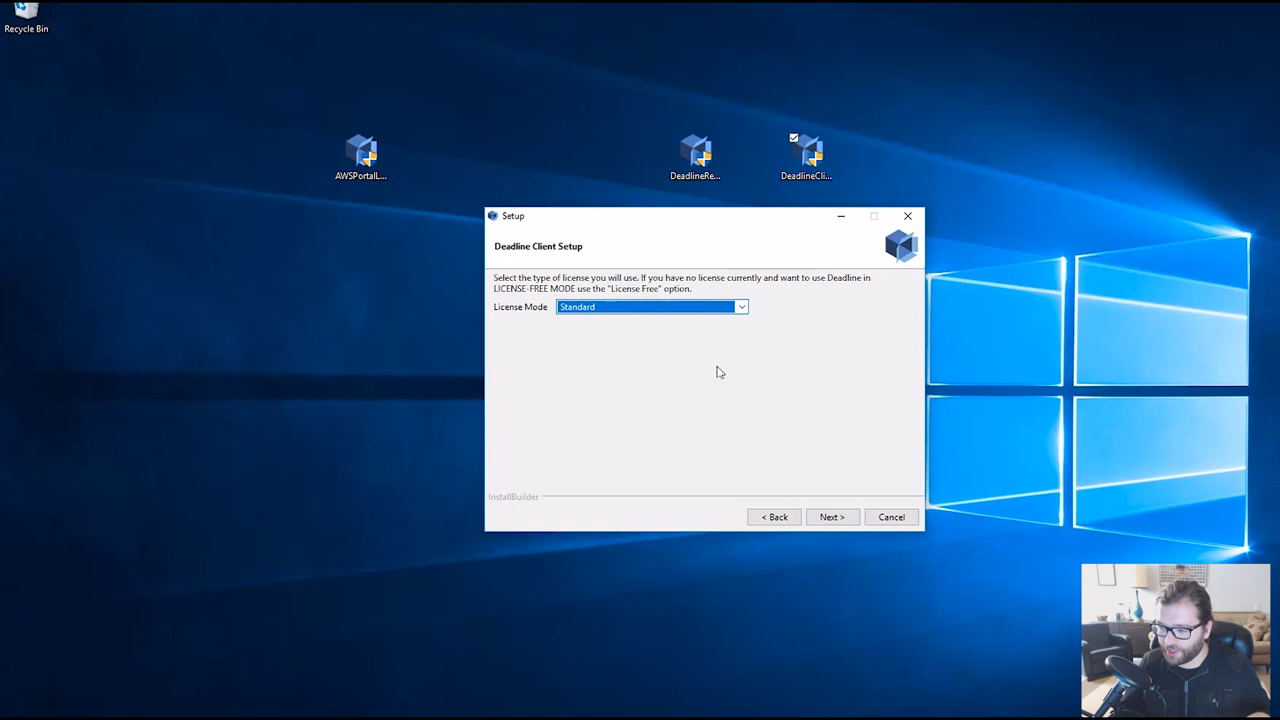 Recycle Bin
AWSPortalL...
DeadlineRe...
DeadlineCli...
Setup
Deadline Client Setup
Select the type of license you will use. If you have no license currently and want to use Deadline in
LICENSE-FREE MODE use the "License Free" option.
License Mode Standard
InstallBuilder
< Back Next > Cancel